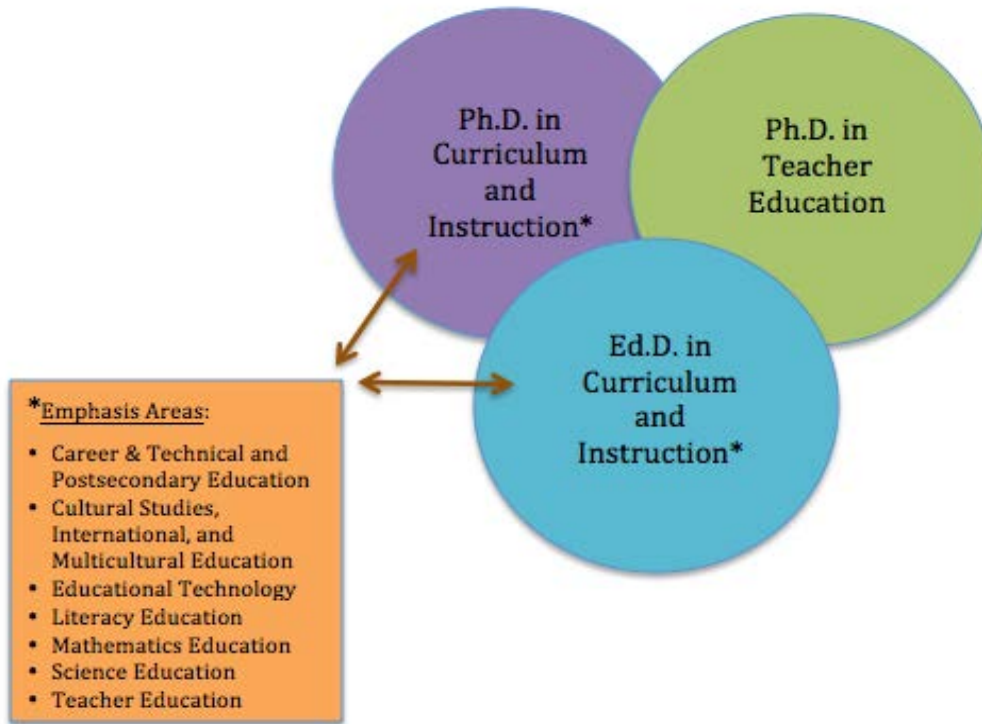 Ph.D. in
Curriculum
and
Instruction*
Ph.D. in
Teacher
Education
Ed.D. in
Curriculum
and
Instruction*
*Emphasis Areas:
• Career & Technical and
Postsecondary Education
• Cultural Studies,
International, and
Multicultural Education
• Educational Technology
• Literacy Education
• Mathematics Education
• Science Education
• Teacher Education